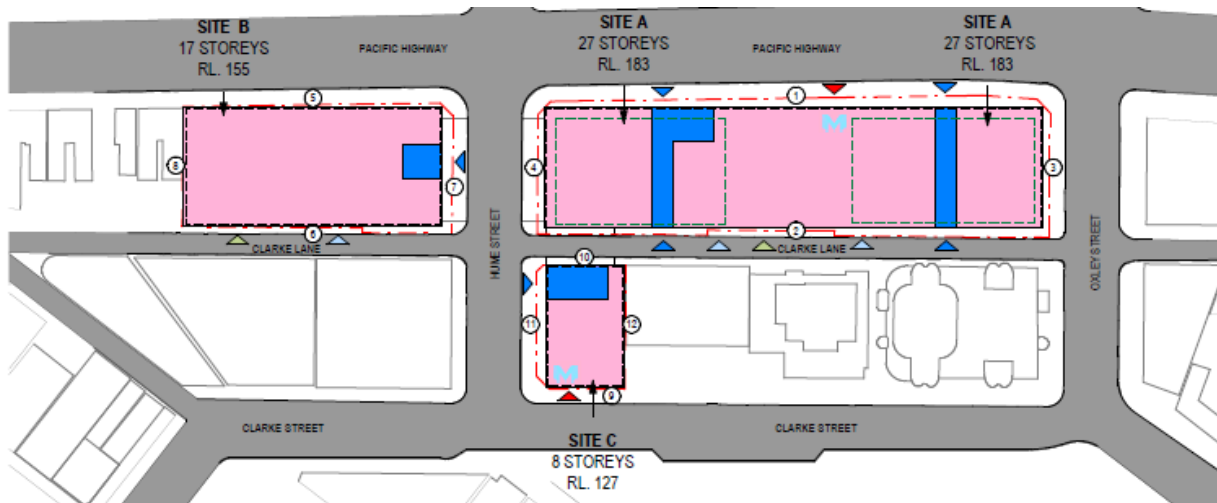 SITE B
17 STOREYS
RL. 155
PACIFIC HIGHWAY
SITE A
27 STOREYS
RL. 183
PACIFIC HIGHWAY
SITE A
27 STOREYS
RL. 183
5
1
M
8
7
4
3
6
2
CLARKE LANE
CLARKE LANE
HUME STREET
OXLEY STREET
10
11
12
M
9
CLARKE STREET
CLARKE STREET
SITE C
8 STOREYS
RL. 127